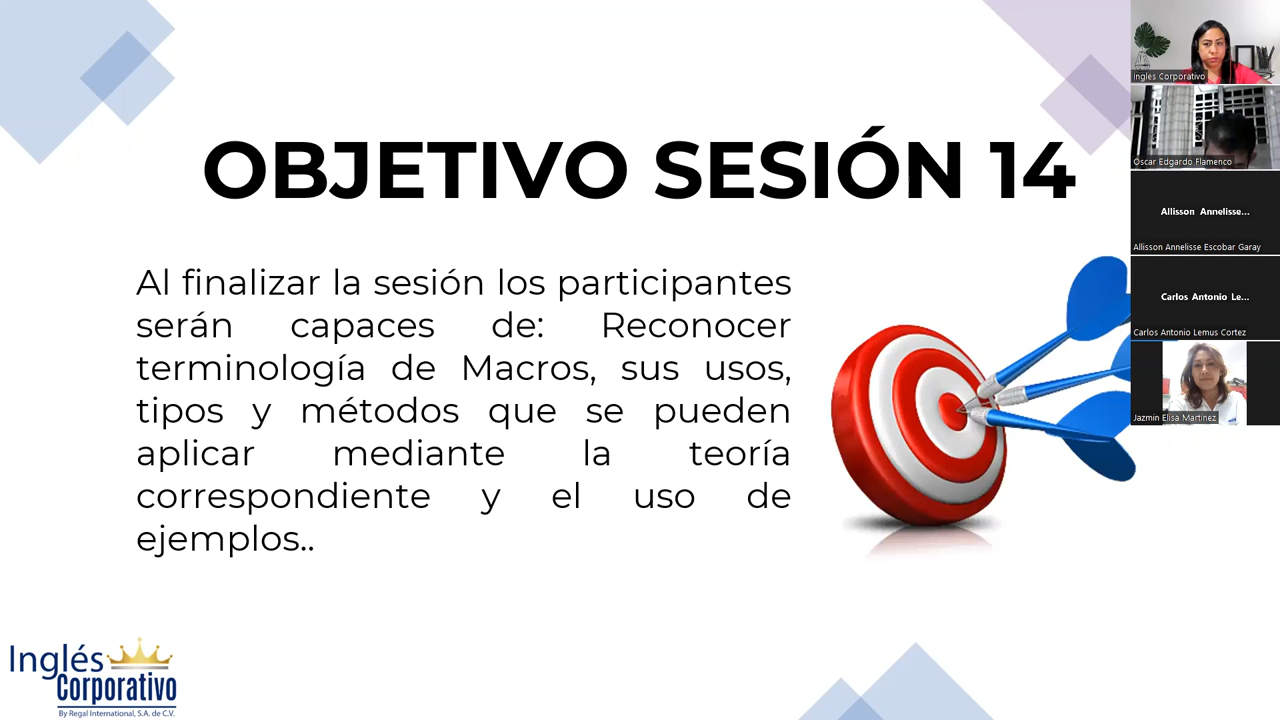 OBJETIVO SESIÓN 14
Al finalizar la sesión los participantes
serán capaces de: Reconocer
terminología de Macros, sus usos,
tipos y métodos que se pueden
aplicar mediante la teoría
correspondiente y el uso de
ejemplos..
Inglés
Corporativo
By Regal International, S.A. de C.V.
Ingles Corporativo
Oscar Edgardo Flamenco
Allisson Annelisse...
Allisson Annelisse Escobar Garay
Carlos Antonio Le...
Carlos Antonio Lemus Cortez
Jazmin Elisa Martinez